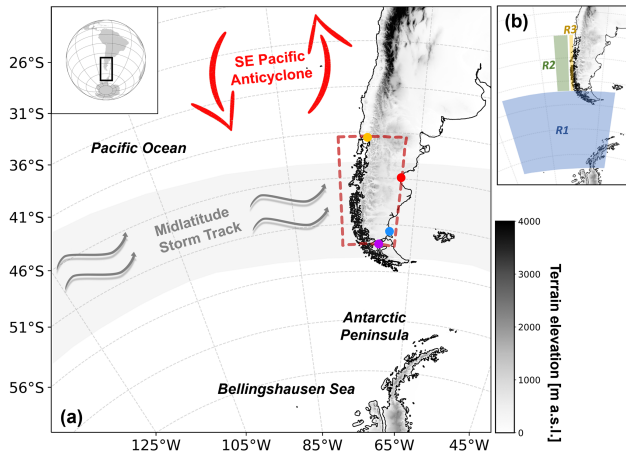 (b)
R3
R2
R1
SE Pacific
Anticyclone
Pacific Ocean
Midlatitude
Storm Track
Antarctic
Peninsula
Bellingshausen Sea
(a)
26°S
31°S
36°S
41°S
46°S
51°S
56°S
125°W
105°W
85°W
65°W
45°W
4000
3000
2000
1000
0
Terrain elevation [m a.s.l.]